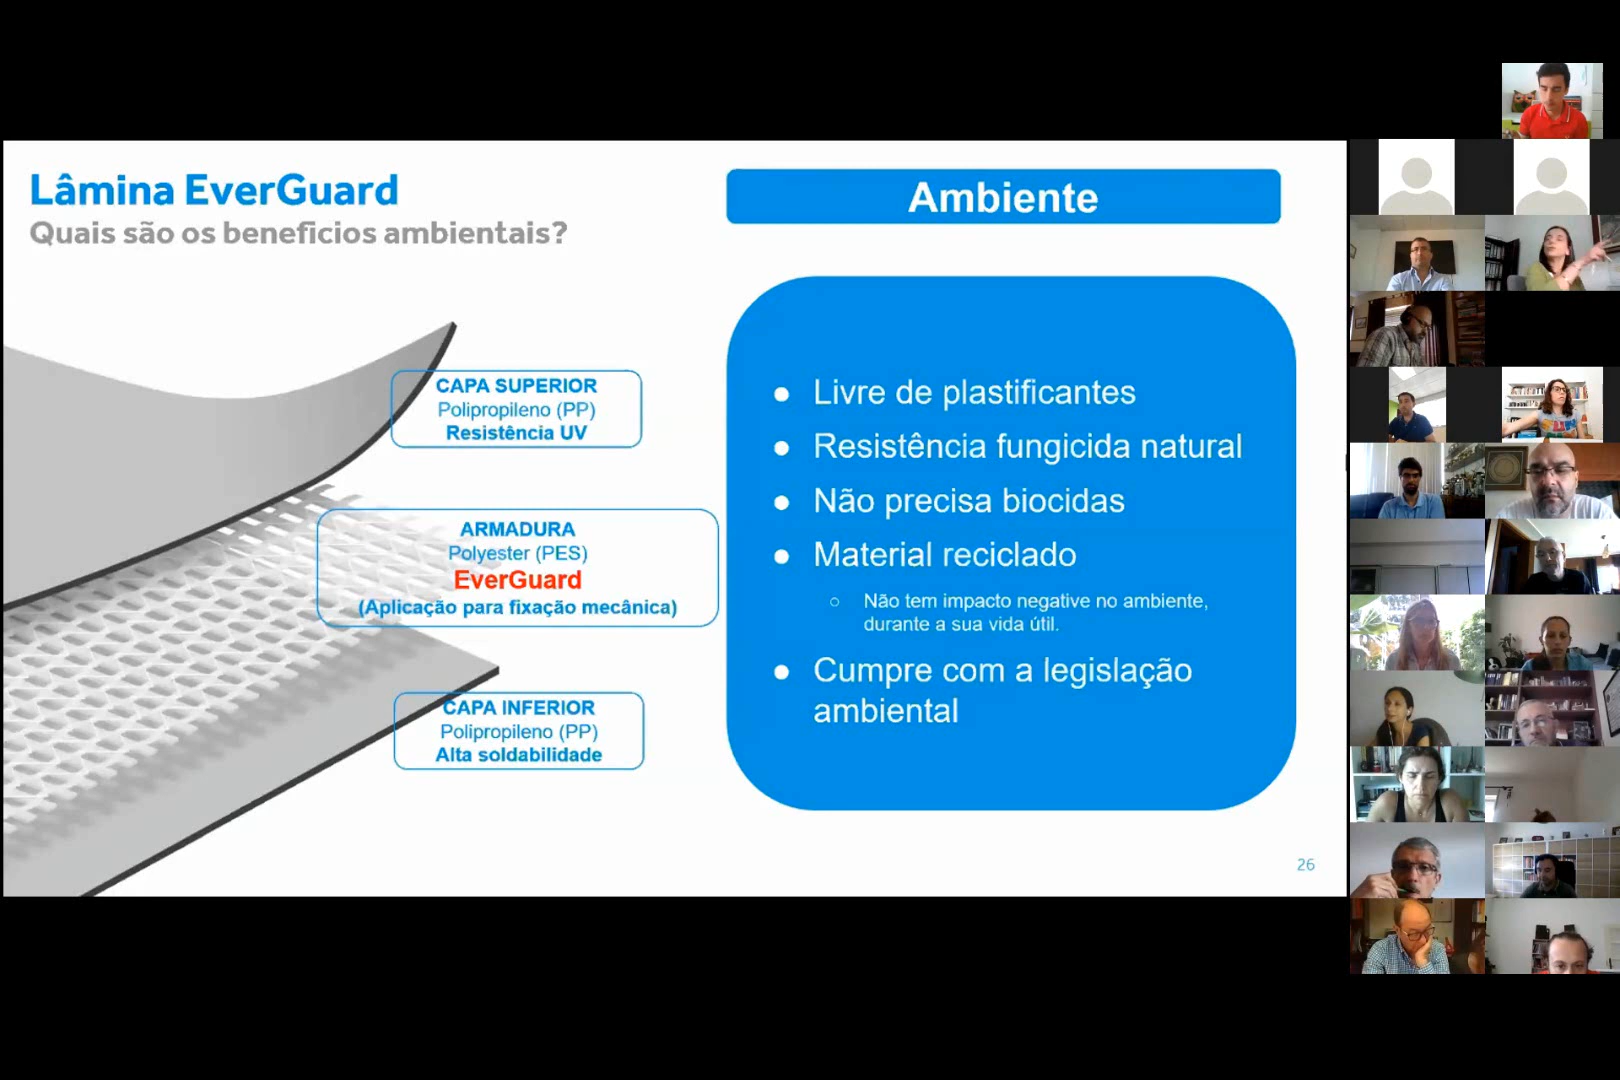 Lâmina EverGuard
Quais são os beneficios ambientais?
CAPA SUPERIOR
Polipropileno (PP)
Resistência UV
ARMADURA
Polyester (PES)
EverGuard
(Aplicação para fixação mecânica)
CAPA INFERIOR
Polipropileno (PP)
Alta soldabilidade
Ambiente
● Livre de plastificantes
● Resistência fungicida natural
● Não precisa biocidas
● Material reciclado
○ Não tem impacto negative no ambiente,
durante a sua vida útil.
● Cumpre com a legislação
ambiental
26